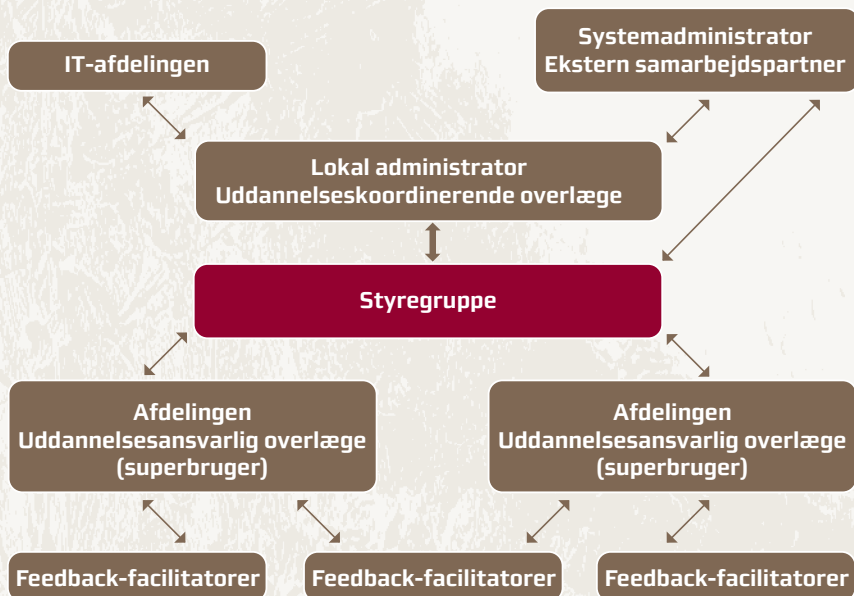 IT-afdelingen
Systemadministrator
Ekstern samarbejdspartner
Lokal administrator
Uddannelseskoordinerende overlæge
Styregruppe
Afdelingen
Uddannelsesansvarlig overlæge
(superbruger)
Afdelingen
Uddannelsesansvarlig overlæge
(superbruger)
Feedback-facilitatorer
Feedback-facilitatorer
Feedback-facilitatorer